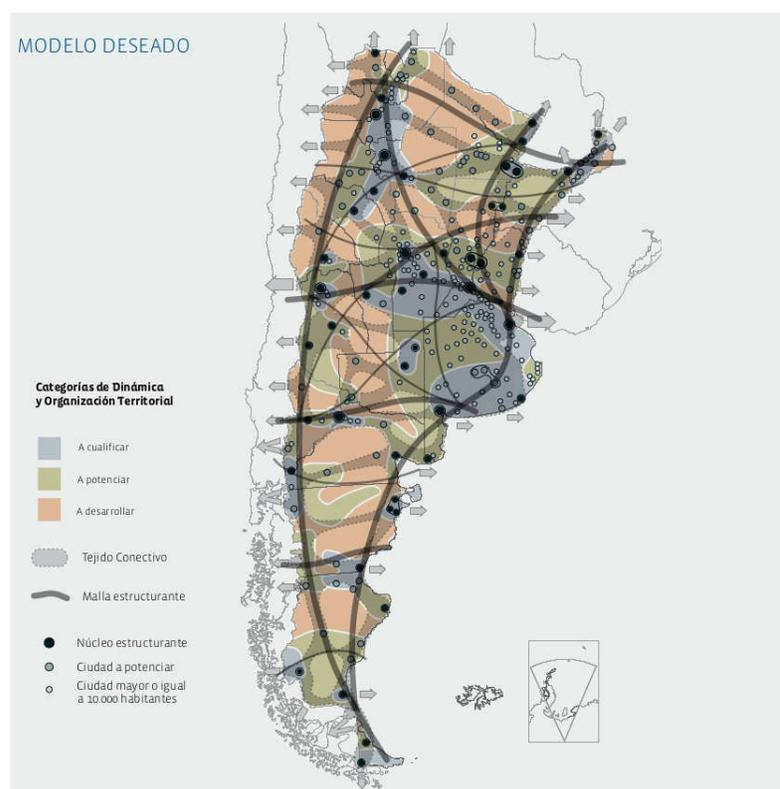 MODELO DESEADO
Categorías de Dinámica
y Organización Territorial
A cualificar
A potenciar
A desarrollar
Tejido Conectivo
Malla estructurante
Núcleo estructurante
Ciudad a potenciar
Ciudad mayor o igual
a 10.000 habitantes